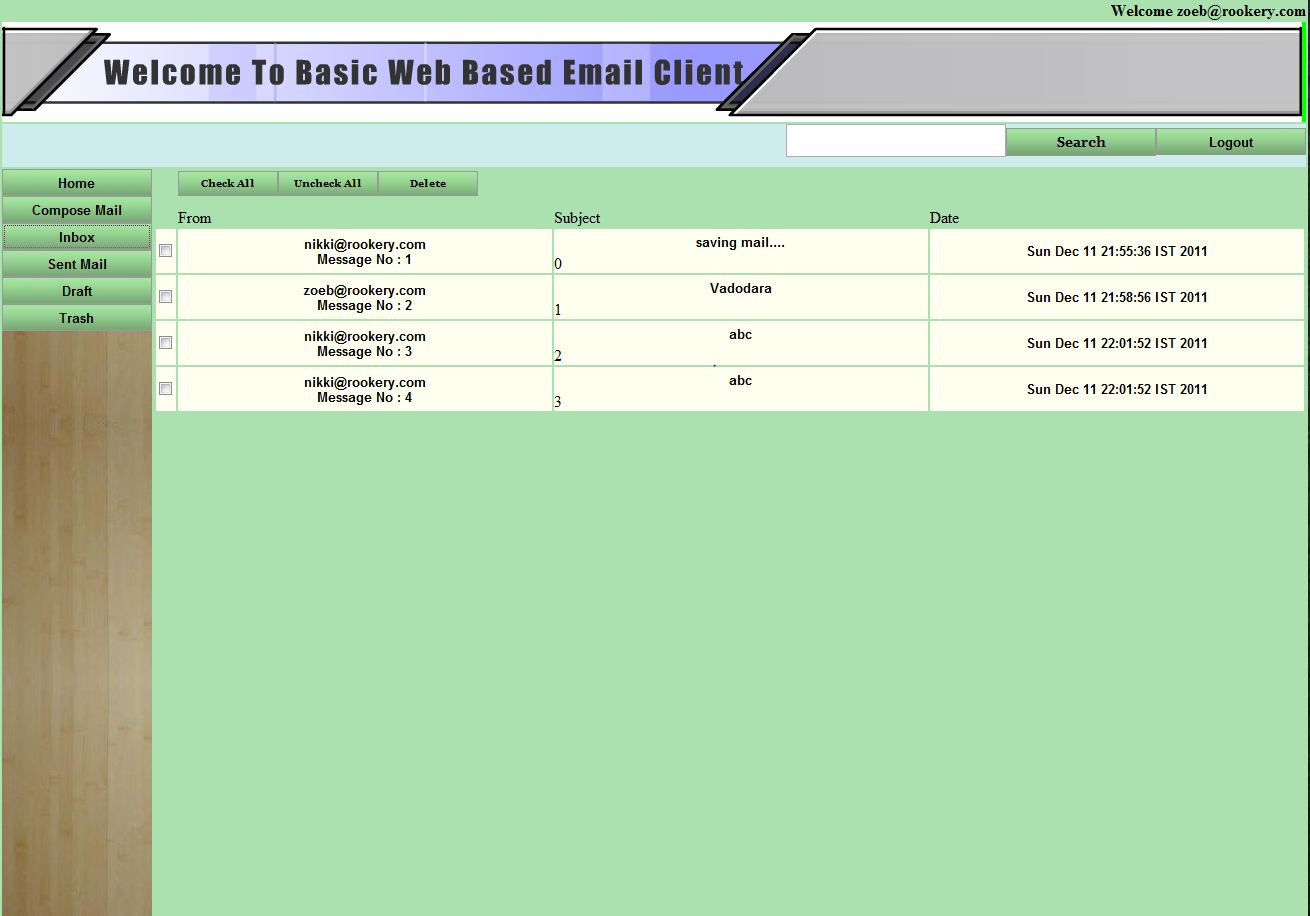 Welcome zoeb@rookery.com
Welcome To Basic Web Based Email Client
Search
Logout
Home
Compose Mail
Inbox
Sent Mail
Draft
Trash
Check All
Uncheck All
Delete
From
Subject
Date
nikki@rookery.com
Message No : 1
saving mail....
0
Sun Dec 11 21:55:36 IST 2011
zoeb@rookery.com
Message No : 2
Vadodara
1
Sun Dec 11 21:58:56 IST 2011
nikki@rookery.com
Message No : 3
abc
2
Sun Dec 11 22:01:52 IST 2011
nikki@rookery.com
Message No : 4
abc
3
Sun Dec 11 22:01:52 IST 2011